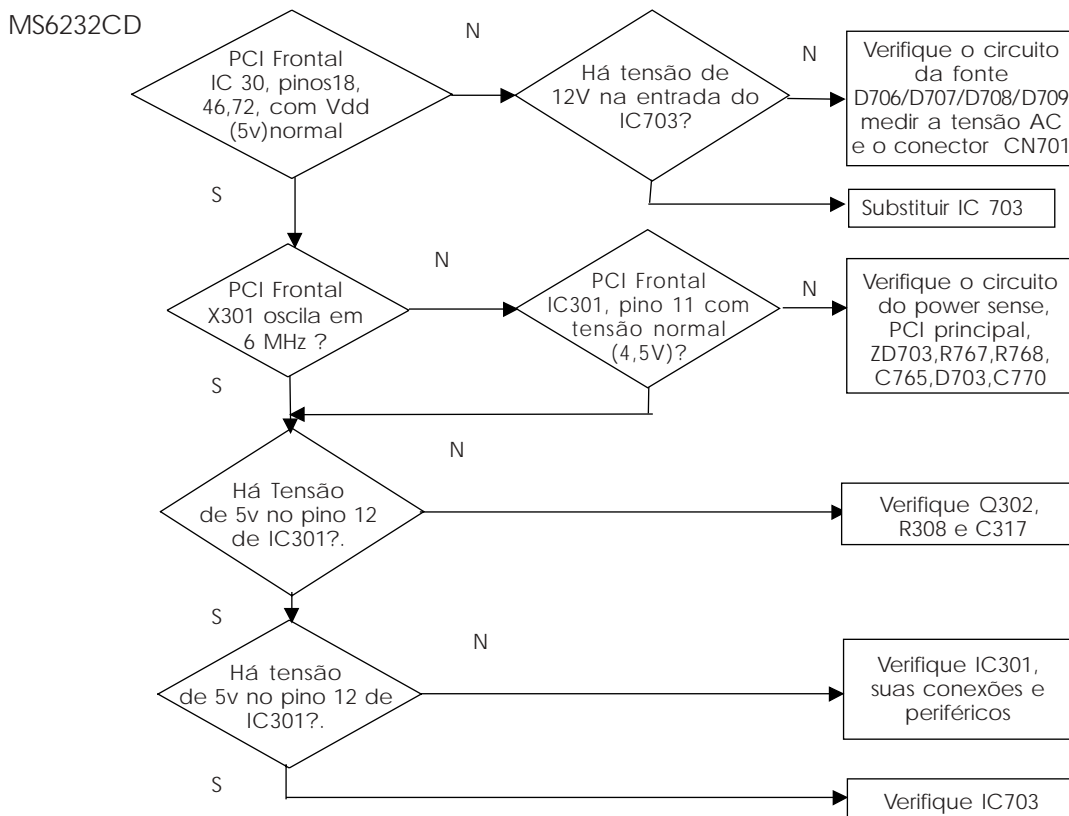 MS6232CD
PCI Frontal
IC 30, pinos18,
46,72, com Vdd
(5v)normal
N
Há tensão de
12V na entrada do
IC703?
N
Verifique o circuito
da fonte
D706/D707/D708/D709
medir a tensão AC
e o conector CN701
S
Substituir IC 703
PCI Frontal
X301 oscila em
6 MHz ?
N
PCI Frontal
IC301, pino 11 com
tensão normal
(4,5V)?
N
Verifique o circuito
do power sense,
PCI principal,
ZD703,R767,R768,
C765,D703,C770
S
Há Tensão
de 5v no pino 12
de IC301?.
N
Verifique Q302,
R308 e C317
S
Há tensão
de 5v no pino 12 de
IC301?.
N
Verifique IC301,
suas conexões e
periféricos
S
Verifique IC703